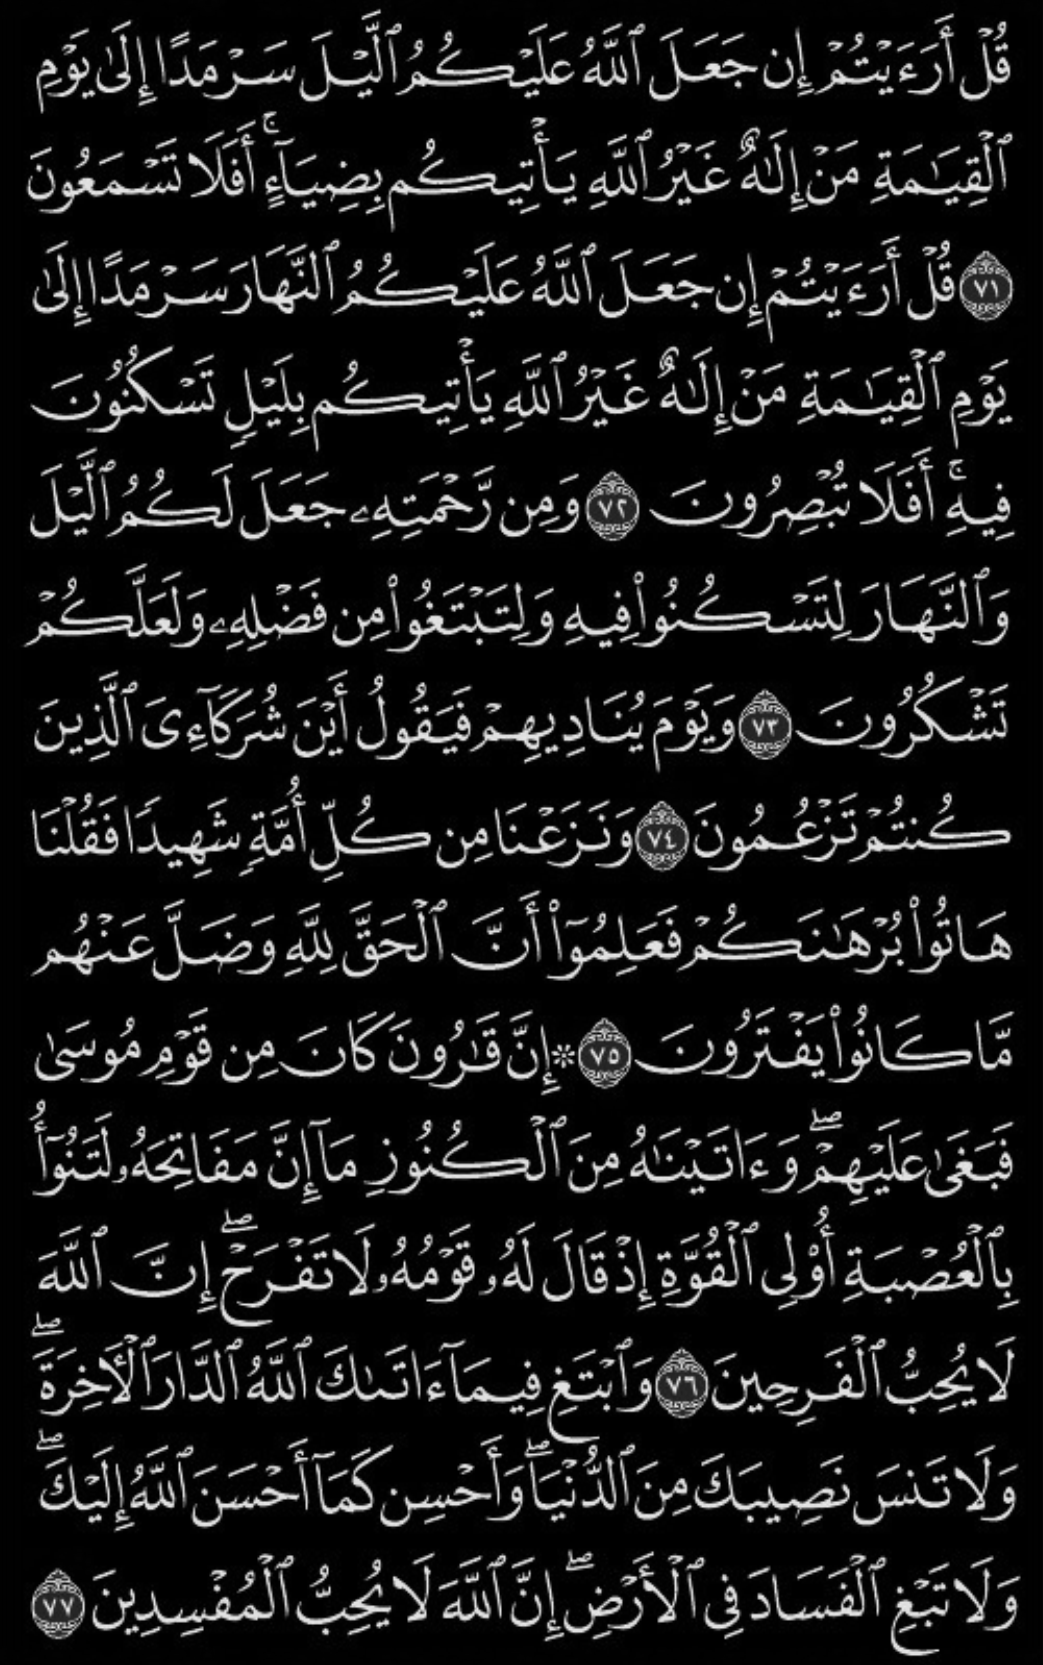 قُلْ أَرَءَيْتُمْ إِن جَعَلَ ٱللَّهُ عَلَيْكُمُ ٱلَّيْلَ سَرْمَدًا إِلَىٰ يَوْمِ
ٱلْقِيَـٰمَةِ مَنْ إِلَـٰهٌ غَيْرُ ٱللَّهِ يَأْتِيكُم بِضِيَآءٍ ۚ أَفَلَا تَسْمَعُونَ
٧١ قُلْ أَرَءَيْتُمْ إِن جَعَلَ ٱللَّهُ عَلَيْكُمُ ٱلنَّهَارَ سَرْمَدًا إِلَىٰ
يَوْمِ ٱلْقِيَـٰمَةِ مَنْ إِلَـٰهٌ غَيْرُ ٱللَّهِ يَأْتِيكُم بِلَيْلٍ تَسْكُنُونَ
فِيهِ ۚ أَفَلَا تُبْصِرُونَ ٧٢ وَمِن رَّحْمَتِهِۦ جَعَلَ لَكُمُ ٱلَّيْلَ
وَٱلنَّهَارَ لِتَسْكُنُوا۟ فِيهِ وَلِتَبْتَغُوا۟ مِن فَضْلِهِۦ وَلَعَلَّكُمْ
تَشْكُرُونَ ٧٣ وَيَوْمَ يُنَادِيهِمْ فَيَقُولُ أَيْنَ شُرَكَآءِىَ ٱلَّذِينَ
كُنتُمْ تَزْعُمُونَ ٧٤ وَنَزَعْنَا مِن كُلِّ أُمَّةٍ شَهِيدًا فَقُلْنَا
هَاتُوا۟ بُرْهَـٰنَكُمْ فَعَلِمُوٓا۟ أَنَّ ٱلْحَقَّ لِلَّهِ وَضَلَّ عَنْهُم
مَّا كَانُوا۟ يَفْتَرُونَ ٧٥ ۞ إِنَّ قَـٰرُونَ كَانَ مِن قَوْمِ مُوسَىٰ
فَبَغَىٰ عَلَيْهِمْ ۖ وَءَاتَيْنَـٰهُ مِنَ ٱلْكُنُوزِ مَآ إِنَّ مَفَاتِحَهُۥ لَتَنُوٓأُ
بِٱلْعُصْبَةِ أُو۟لِى ٱلْقُوَّةِ إِذْ قَالَ لَهُۥ قَوْمُهُۥ لَا تَفْرَحْ ۖ إِنَّ ٱللَّهَ
لَا يُحِبُّ ٱلْفَرِحِينَ ٧٦ وَٱبْتَغِ فِيمَآ ءَاتَىٰكَ ٱللَّهُ ٱلدَّارَ ٱلْـَٔاخِرَةَ ۖ
وَلَا تَنسَ نَصِيبَكَ مِنَ ٱلدُّنْيَا ۖ وَأَحْسِن كَمَآ أَحْسَنَ ٱللَّهُ إِلَيْكَ ۖ
وَلَا تَبْغِ ٱلْفَسَادَ فِى ٱلْأَرْضِ ۖ إِنَّ ٱللَّهَ لَا يُحِبُّ ٱلْمُفْسِدِينَ ٧٧